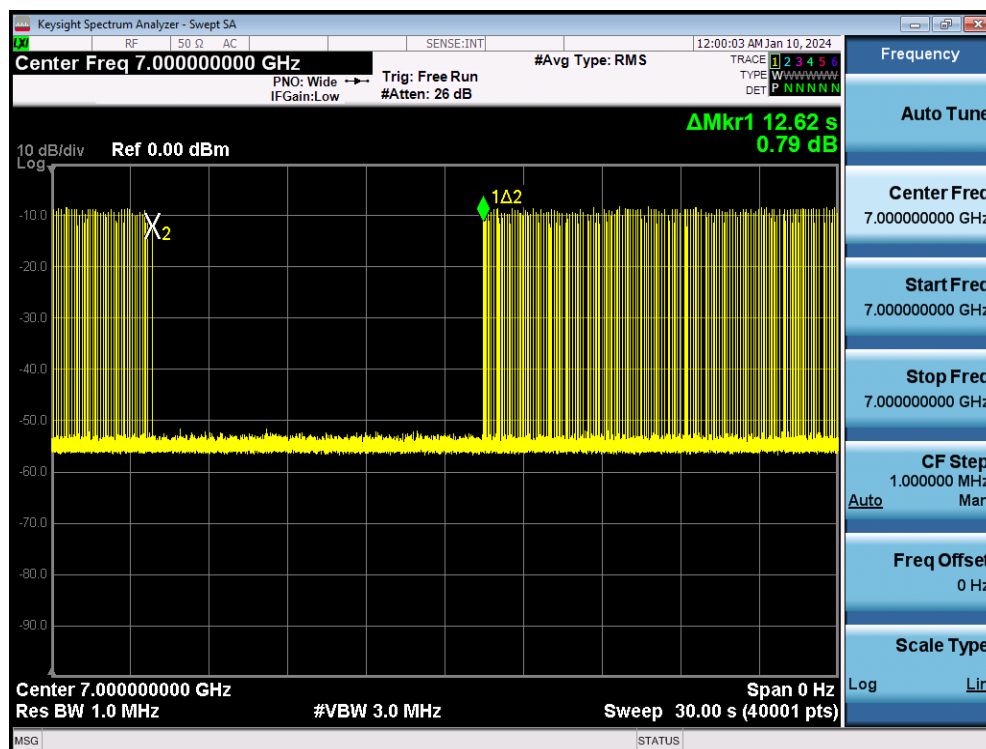 Keysight Spectrum Analyzer - Swept SA
LXI RF 50 Ω AC SENSE:INT 12:00:03 AM Jan 10, 2024
Center Freq 7.000000000 GHz
PNO: Wide
IFGain:Low
Trig: Free Run
#Atten: 26 dB
#Avg Type: RMS
TRACE 1 2 3 4 5 6
TYPE WWWWWW
DET P N N N N N
ΔMkr1 12.62 s
0.79 dB
10 dB/div Ref 0.00 dBm
Log
1Δ2
X2
-10.0
-20.0
-30.0
-40.0
-50.0
-60.0
-70.0
-80.0
-90.0
Center 7.000000000 GHz Span 0 Hz
Res BW 1.0 MHz #VBW 3.0 MHz Sweep 30.00 s (40001 pts)
MSG STATUS
Frequency
Auto Tune
Center Freq
7.000000000 GHz
Start Freq
7.000000000 GHz
Stop Freq
7.000000000 GHz
CF Step
1.000000 MHz
Auto Man
Freq Offset
0 Hz
Scale Type
Log Lin